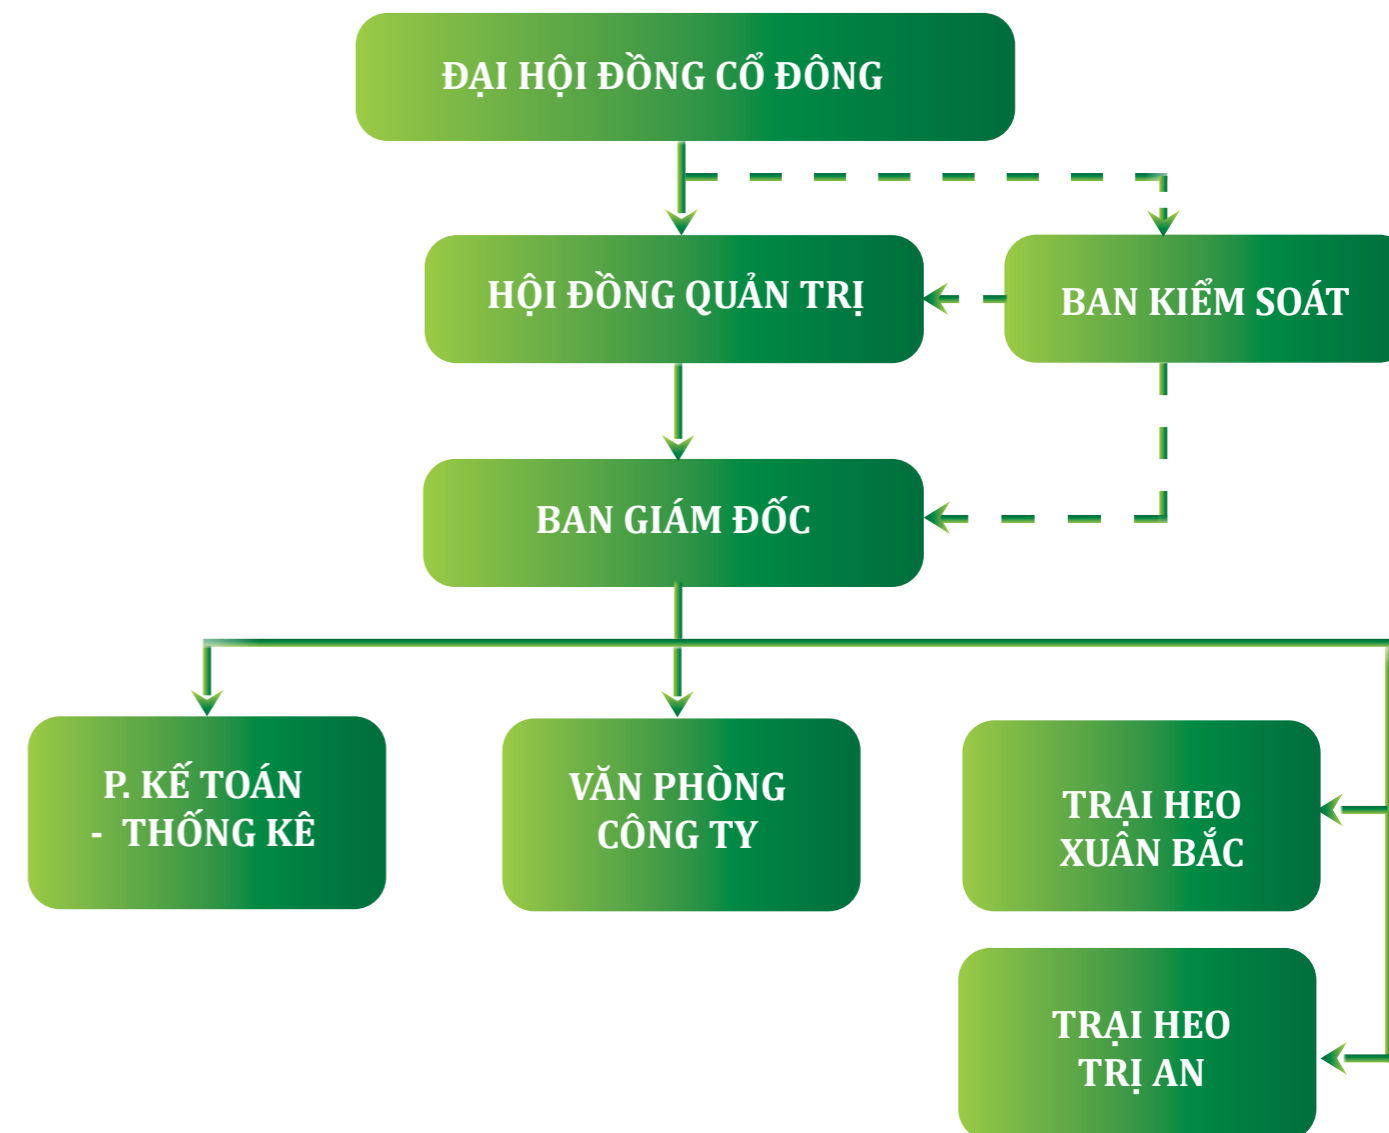 ĐẠI HỘI ĐỒNG CỔ ĐÔNG
HỘI ĐỒNG QUẢN TRỊ
BAN KIỂM SOÁT
BAN GIÁM ĐỐC
P. KẾ TOÁN
- THỐNG KÊ
VĂN PHÒNG
CÔNG TY
TRẠI HEO
XUÂN BẮC
TRẠI HEO
TRỊ AN